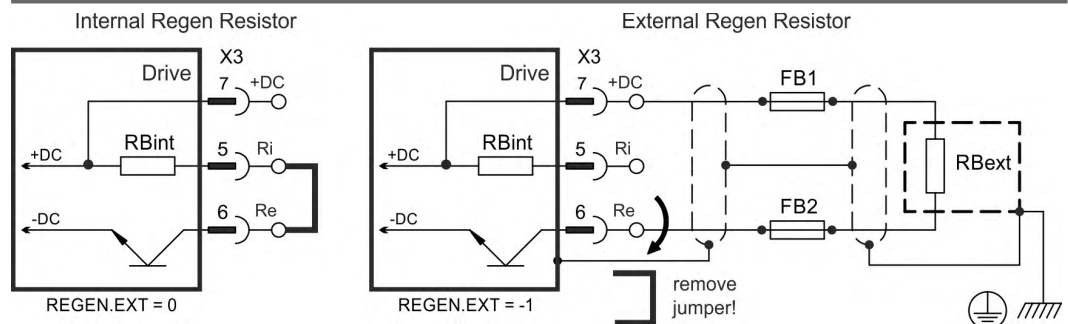 Internal Regen Resistor
Drive
X3
7
+DC
+DC
RBint
5
Ri
-DC
6
Re
REGEN.EXT = 0
External Regen Resistor
Drive
X3
7
+DC
FB1
+DC
RBint
5
Ri
RBext
-DC
6
Re
FB2
REGEN.EXT = -1
remove
jumper!